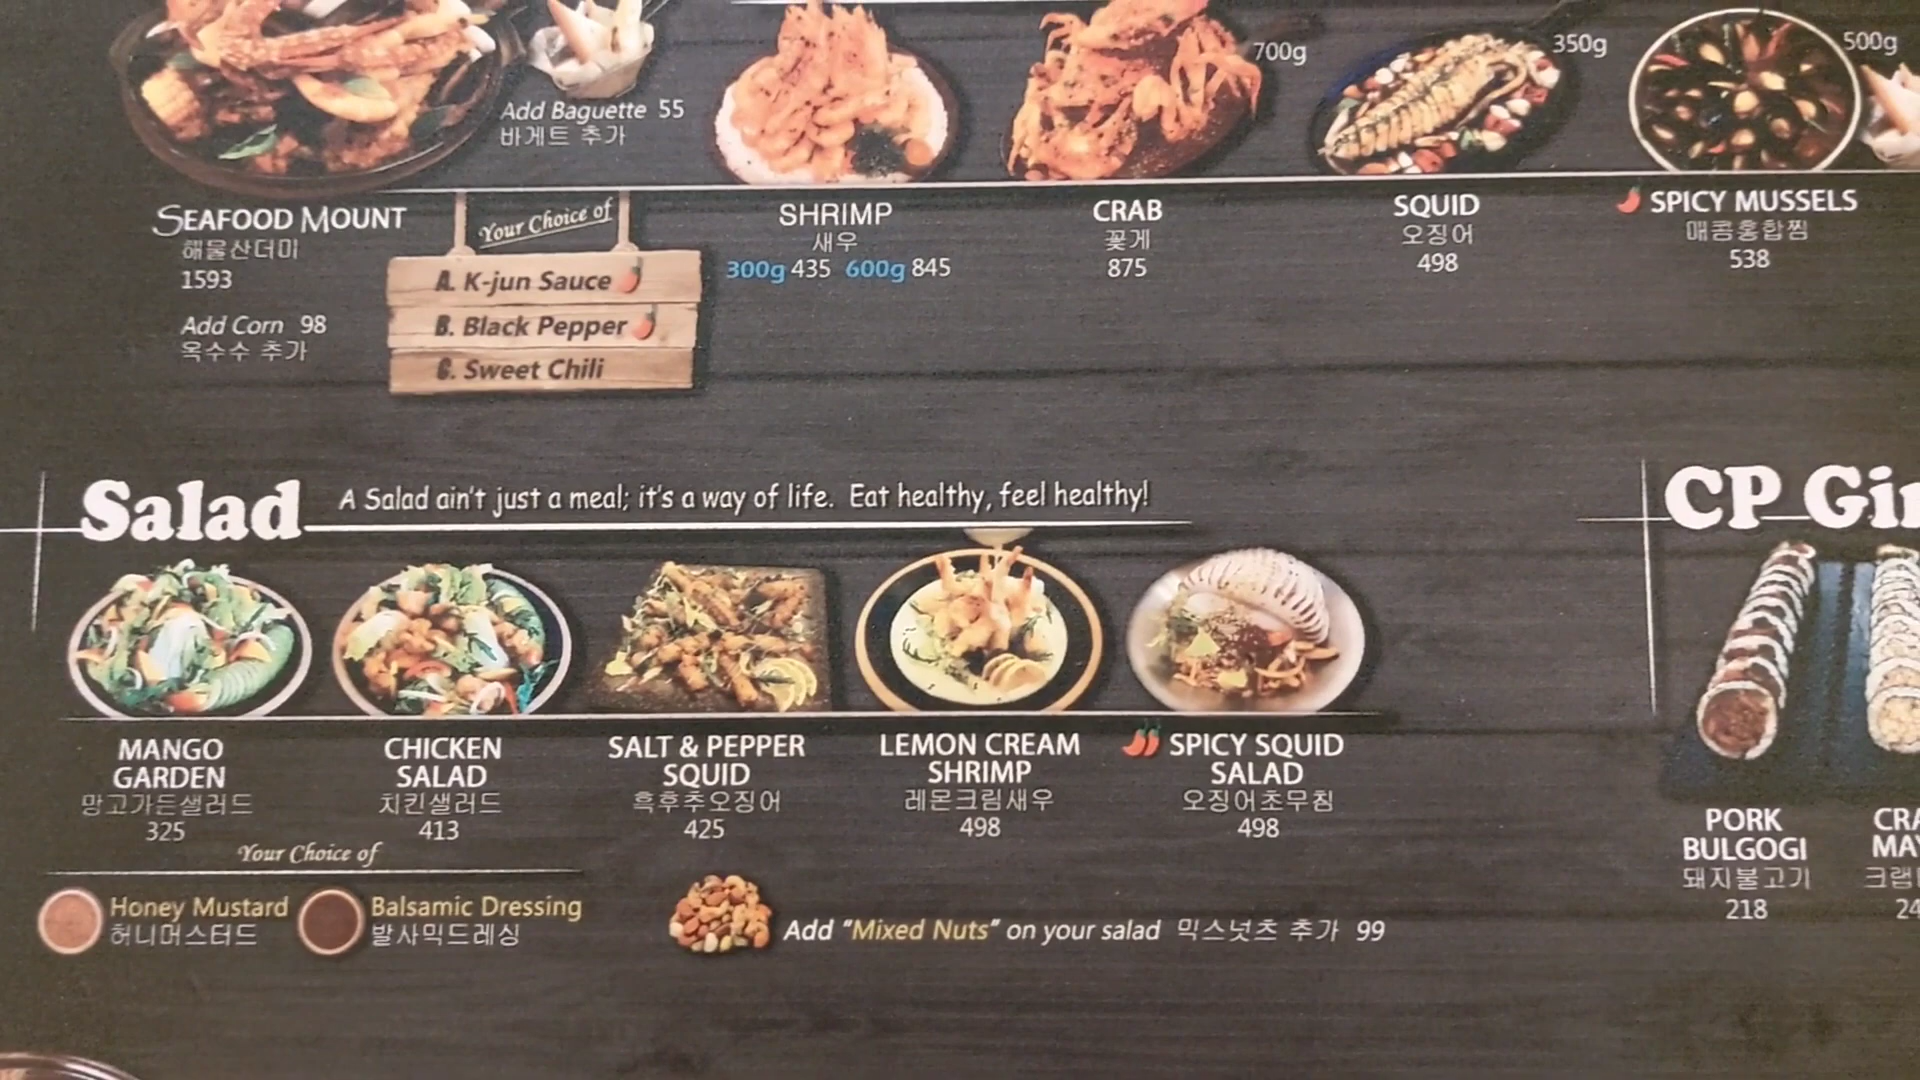 700g
350g
500g
Add Baguette 55
바게트 추가
SEAFOOD MOUNT
해물산더미
1593
Add Corn 98
옥수수 추가
Your Choice of
A. K-jun Sauce
B. Black Pepper
C. Sweet Chili
SHRIMP
새우
300g 435 600g 845
CRAB
꽃게
875
SQUID
오징어
498
SPICY MUSSELS
매콤홍합찜
538
Salad
A Salad ain't just a meal; it's a way of life. Eat healthy, feel healthy!
MANGO
GARDEN
망고가든샐러드
325
CHICKEN
SALAD
치킨샐러드
413
SALT & PEPPER
SQUID
흑후추오징어
425
LEMON CREAM
SHRIMP
레몬크림새우
498
SPICY SQUID
SALAD
오징어초무침
498
Your Choice of
Honey Mustard
허니머스터드
Balsamic Dressing
발사믹드레싱
Add "Mixed Nuts" on your salad 믹스넛츠 추가 99
CP Gi
PORK
BULGOGI
돼지불고기
218
CRA
MA
크랩
24